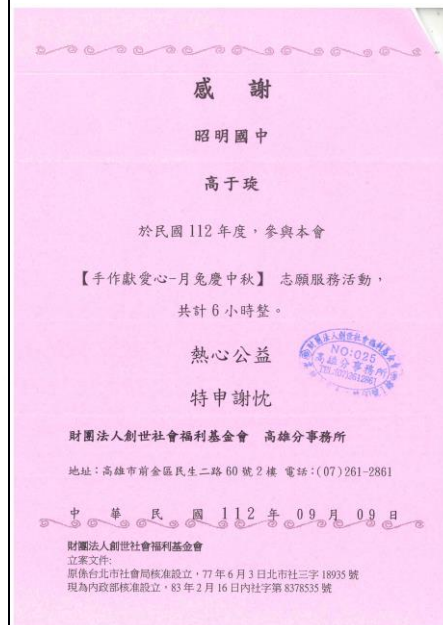 感 謝
昭明國中
高于琁
於民國 112 年度，參與本會
【手作獻愛心-月兔慶中秋】 志願服務活動，
共計 6 小時整。
熱心公益
特申謝忱
NO:025
高雄分事務所
財團法人創世社會福利基金會 高雄分事務所
地址：高雄市前金區民生二路 60 號 2 樓 電話：(07)261-2861
中 華 民 國 112 年 09 月 09 日
財團法人創世社會福利基金會
立案文件:
原係台北市社會局核准設立，77 年 6 月 3 日北市社三字 18935 號
現為內政部核准設立，83 年 2 月 16 日內社字第 8378535 號